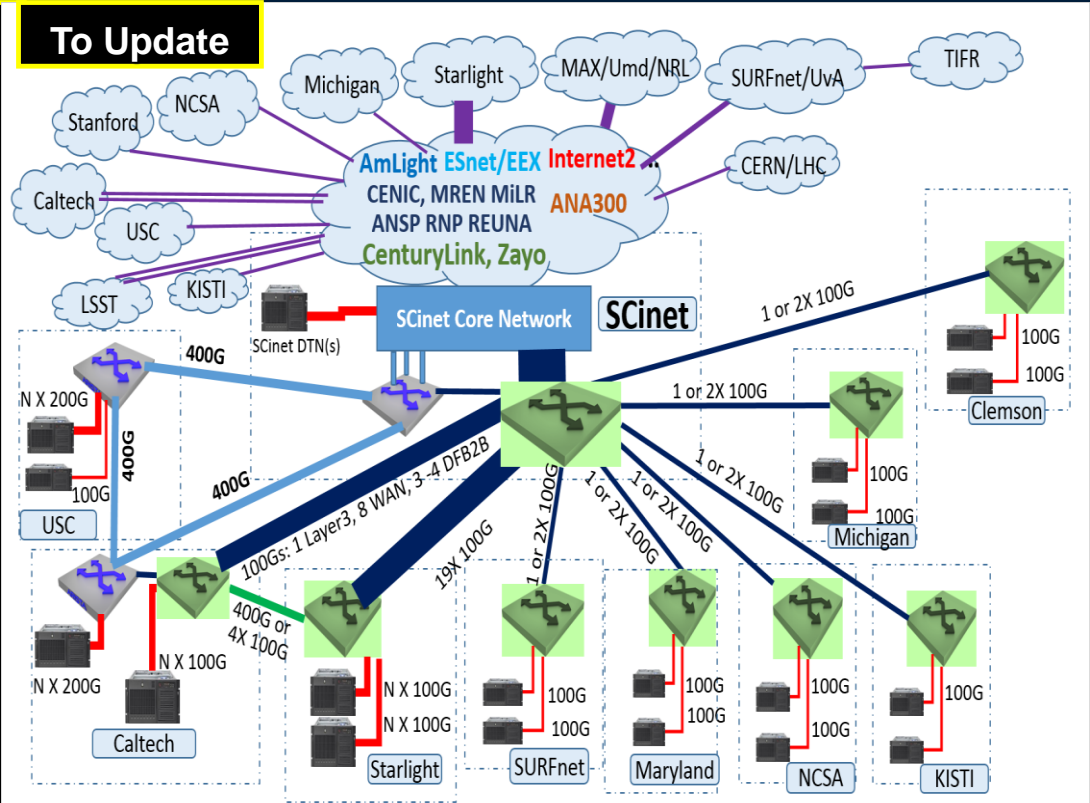 To Update
Starlight
MAX/Umd/NRL
TIFR
Michigan
SURFnet/UvA
NCSA
Stanford
AmLight ESnet/EEX Internet2 ..
CERN/LHC
CENIC, MREN MiLR
ANA300
Caltech
ANSP RNP REUNA
USC
CenturyLink, Zayo
KISTI
LSST
SCinet Core Network
SCinet
SCinet DTN(s)
1 or 2X 100G
100G
100G
Clemson
400G
N X 200G
400G
100G
USC
400G
1 or 2X 100G
100G
100G
Michigan
100Gs: 1 Layer3, 8 WAN, 3 -4 DFB2B
19X 100G
1 or 2X 100G
1 or 2X 100G
1 or 2X 100G
1 or 2X 100G
400G or
4X 100G
N X 100G
N X 200G
Caltech
N X 100G
N X 100G
Starlight
100G
100G
SURFnet
100G
100G
Maryland
100G
100G
NCSA
100G
KISTI